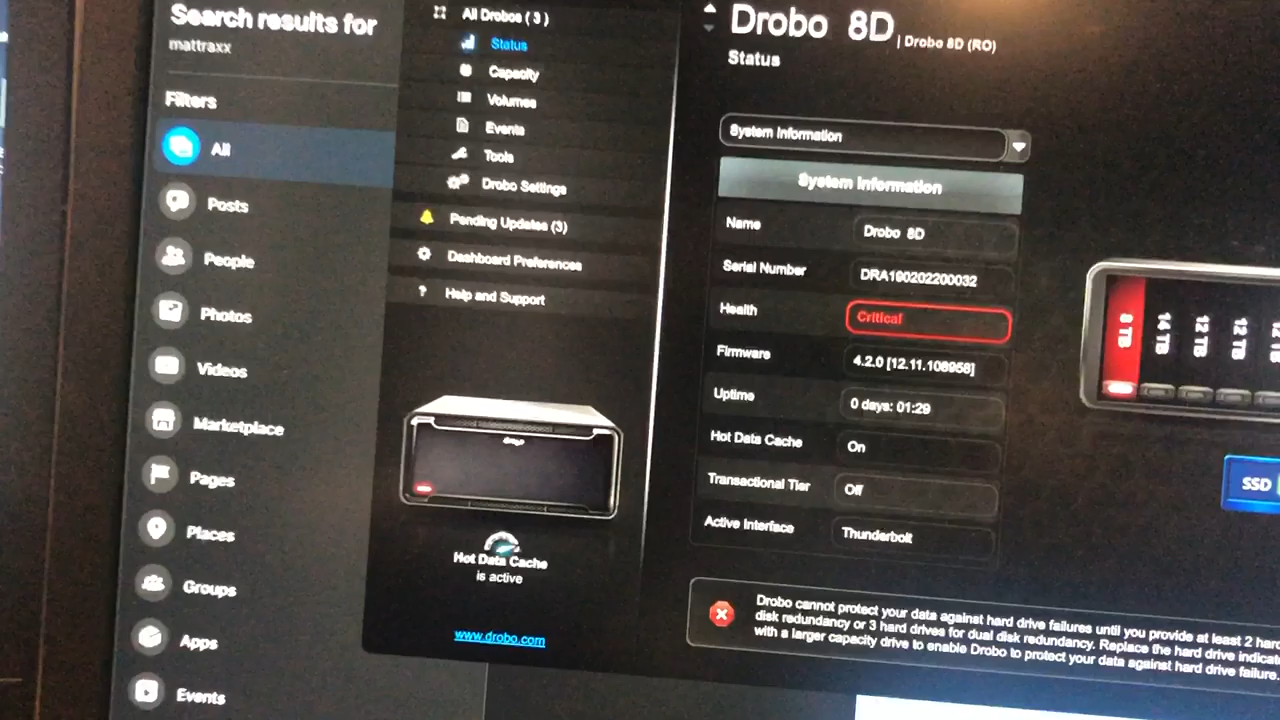 Search results for
mattraxx
Filters
All
Posts
People
Photos
Videos
Marketplace
Pages
Places
Groups
Apps
Events
All Drobos ( 3 )
Status
Capacity
Volumes
Events
Tools
Drobo Settings
Pending Updates (3)
Dashboard Preferences
Help and Support
drobo
Hot Data Cache
is active
www.drobo.com
Drobo 8D | Drobo 8D (RO)
Status
System Information
System Information
Name Drobo 8D
Serial Number DRA190202200032
Health Critical
Firmware 4.2.0 [12.11.108958]
Uptime 0 days: 01:29
Hot Data Cache On
Transactional Tier Off
Active Interface Thunderbolt
8 TB
14 TB
12 TB
12 TB
SSD
Drobo cannot protect your data against hard drive failures until you provide at least 2 hard
disk redundancy or 3 hard drives for dual disk redundancy. Replace the hard drive indicat
with a larger capacity drive to enable Drobo to protect your data against hard drive failure.